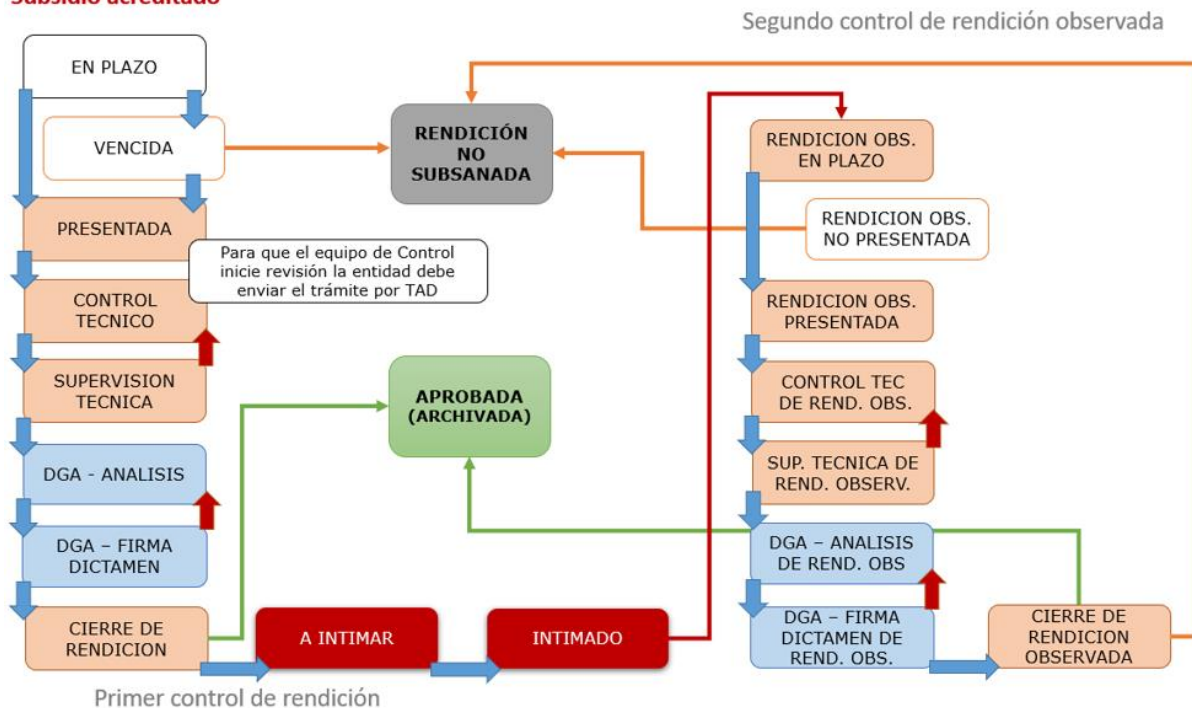 Subsidio acreditado
Segundo control de rendición observada
EN PLAZO
VENCIDA
RENDICIÓN
NO
SUBSANADA
RENDICION OBS.
EN PLAZO
RENDICION OBS.
NO PRESENTADA
PRESENTADA
Para que el equipo de Control
inicie revisión la entidad debe
enviar el trámite por TAD
CONTROL
TECNICO
RENDICION OBS.
PRESENTADA
SUPERVISION
TECNICA
APROBADA
(ARCHIVADA)
CONTROL TEC
DE REND. OBS.
DGA - ANALISIS
SUP. TECNICA DE
REND. OBSERV.
DGA – FIRMA
DICTAMEN
DGA – ANALISIS
DE REND. OBS
CIERRE DE
RENDICION
A INTIMAR
INTIMADO
DGA – FIRMA
DICTAMEN DE
REND. OBS.
CIERRE DE
RENDICION
OBSERVADA
Primer control de rendición